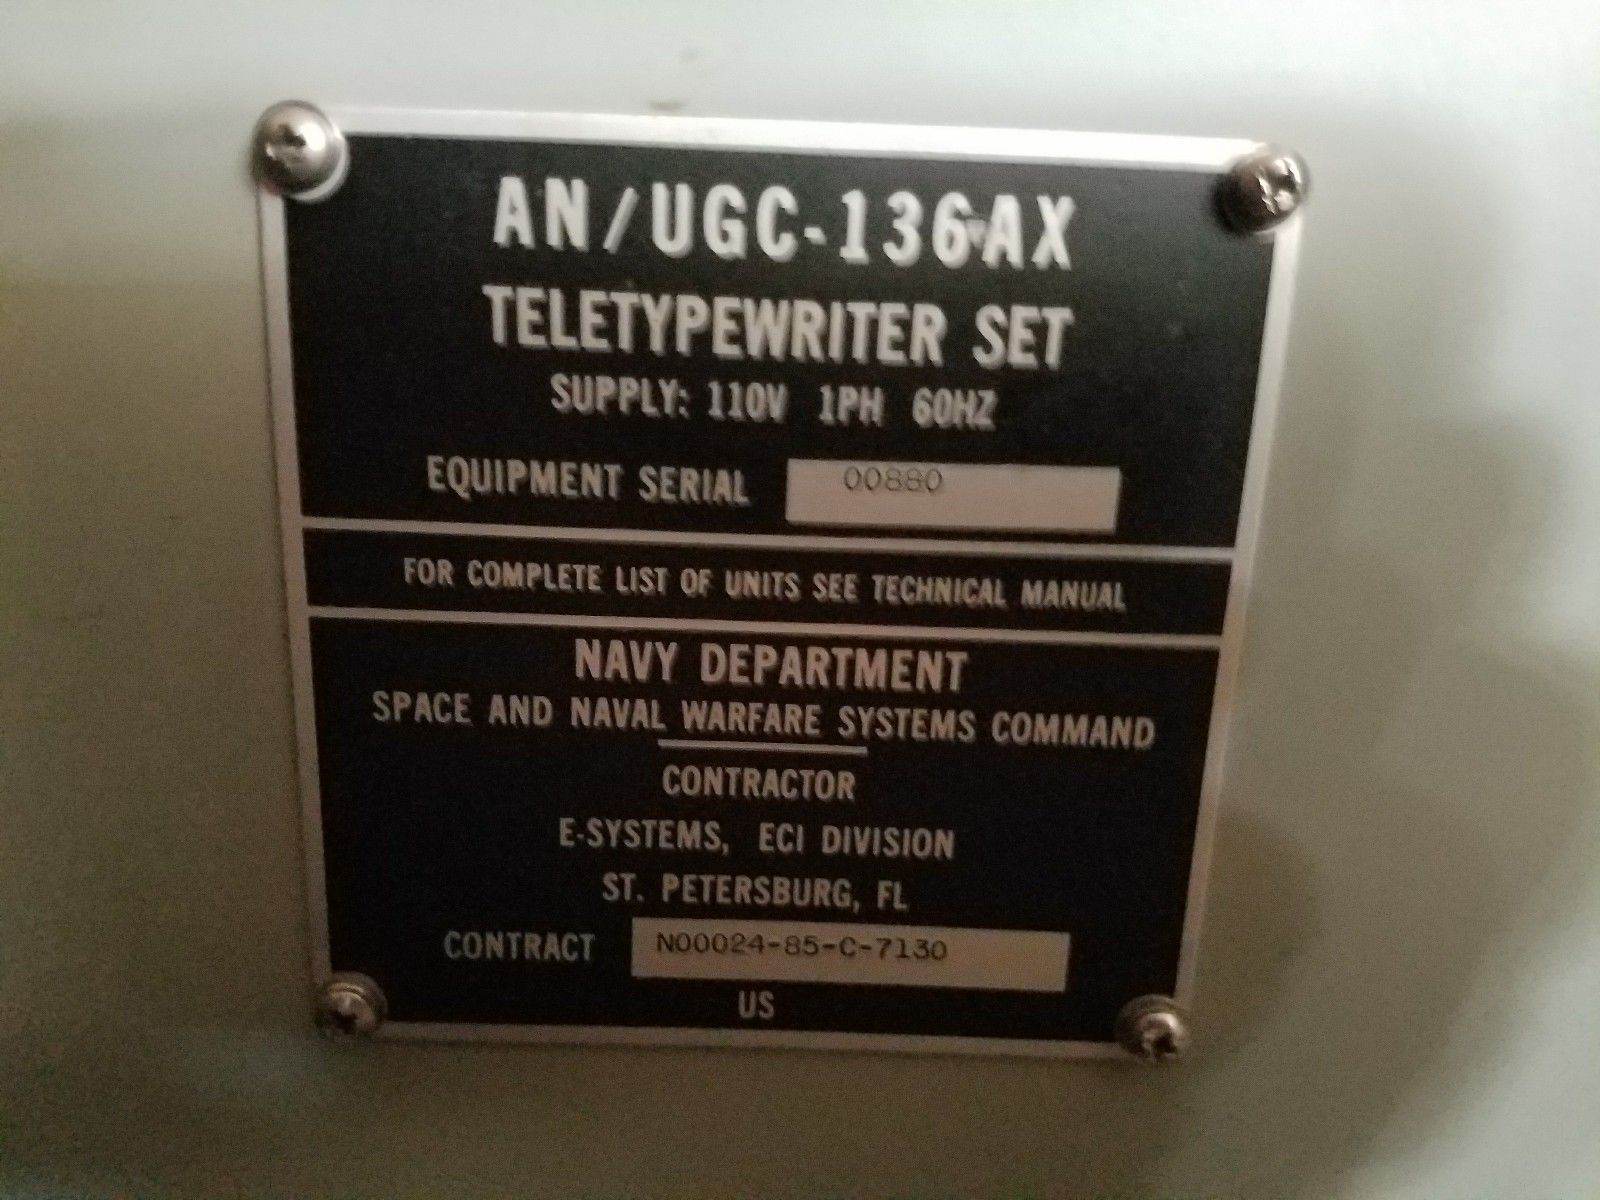 AN/UGC-136AX
TELETYPEWRITER SET
SUPPLY: 110V 1PH 60HZ
EQUIPMENT SERIAL 00880
FOR COMPLETE LIST OF UNITS SEE TECHNICAL MANUAL
NAVY DEPARTMENT
SPACE AND NAVAL WARFARE SYSTEMS COMMAND
CONTRACTOR
E-SYSTEMS, ECI DIVISION
ST. PETERSBURG, FL
CONTRACT N00024-85-C-7130
US